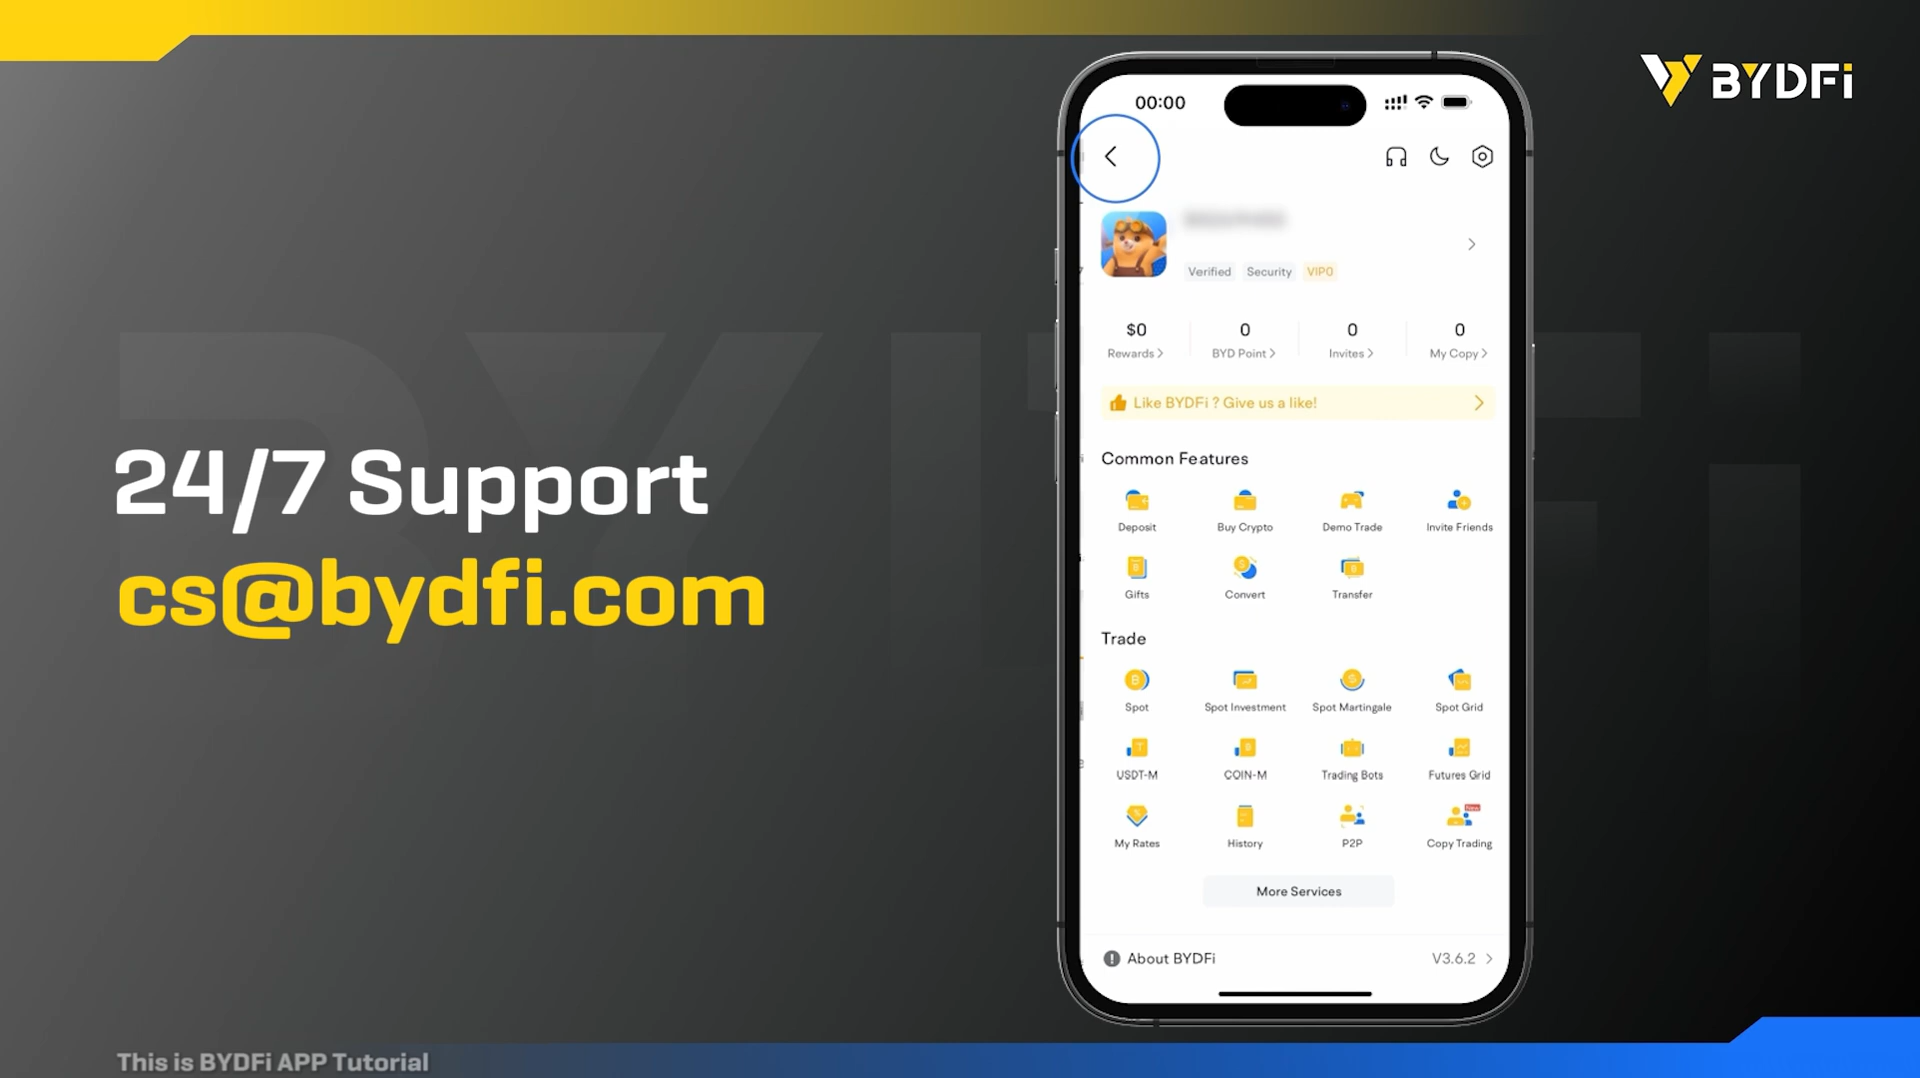 BYDFi
00:00
Verified Security VIP0
$0 0 0 0
Rewards BYD Point Invites My Copy
Like BYDFi ? Give us a like!
Common Features
Deposit Buy Crypto Demo Trade Invite Friends
Gifts Convert Transfer
Trade
Spot Spot Investment Spot Martingale Spot Grid
USDT-M COIN-M Trading Bots Futures Grid
New
My Rates History P2P Copy Trading
More Services
About BYDFi V3.6.2
24/7 Support
cs@bydfi.com
BYDFi
This is BYDFi APP Tutorial